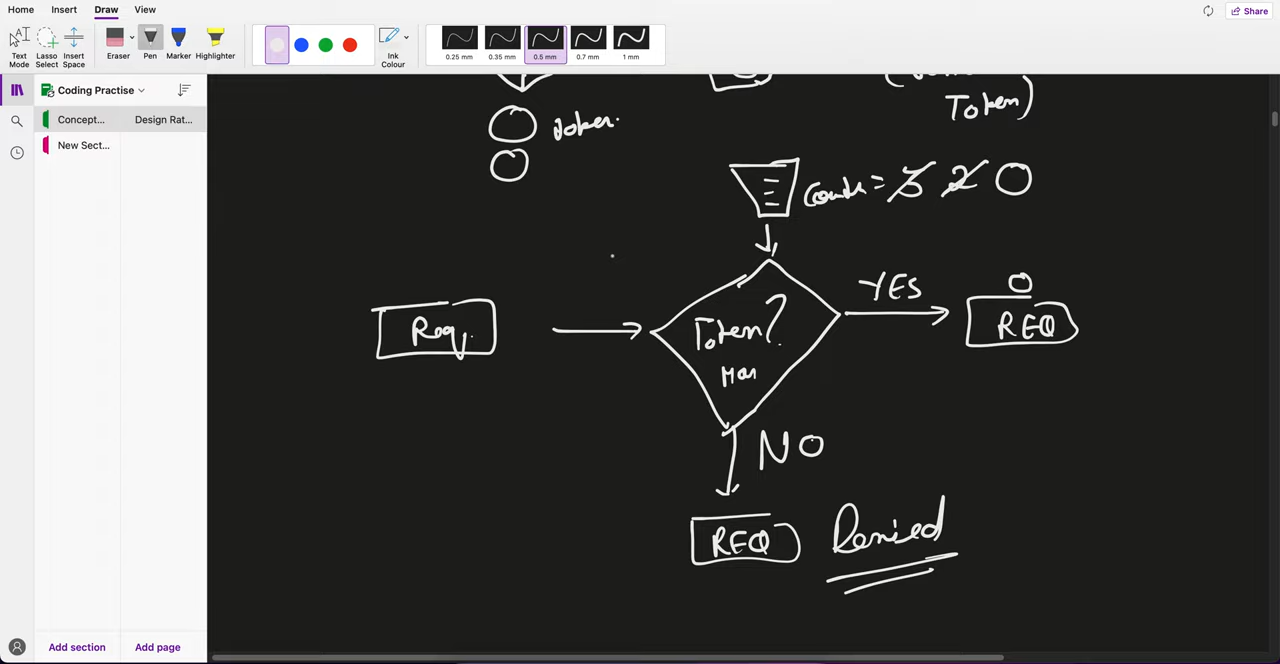 Home Insert Draw View
Share
Text Mode
Lasso Select
Insert Space
Eraser
Pen
Marker
Highlighter
Ink Colour
0.25 mm
0.35 mm
0.5 mm
0.7 mm
1 mm
Coding Practise
Concept...
Design Rat...
New Sect...
Token)
Token.
= 3 2 0
Req.
Token?
YES
REQ
NO
REQ
Denied
Add section
Add page